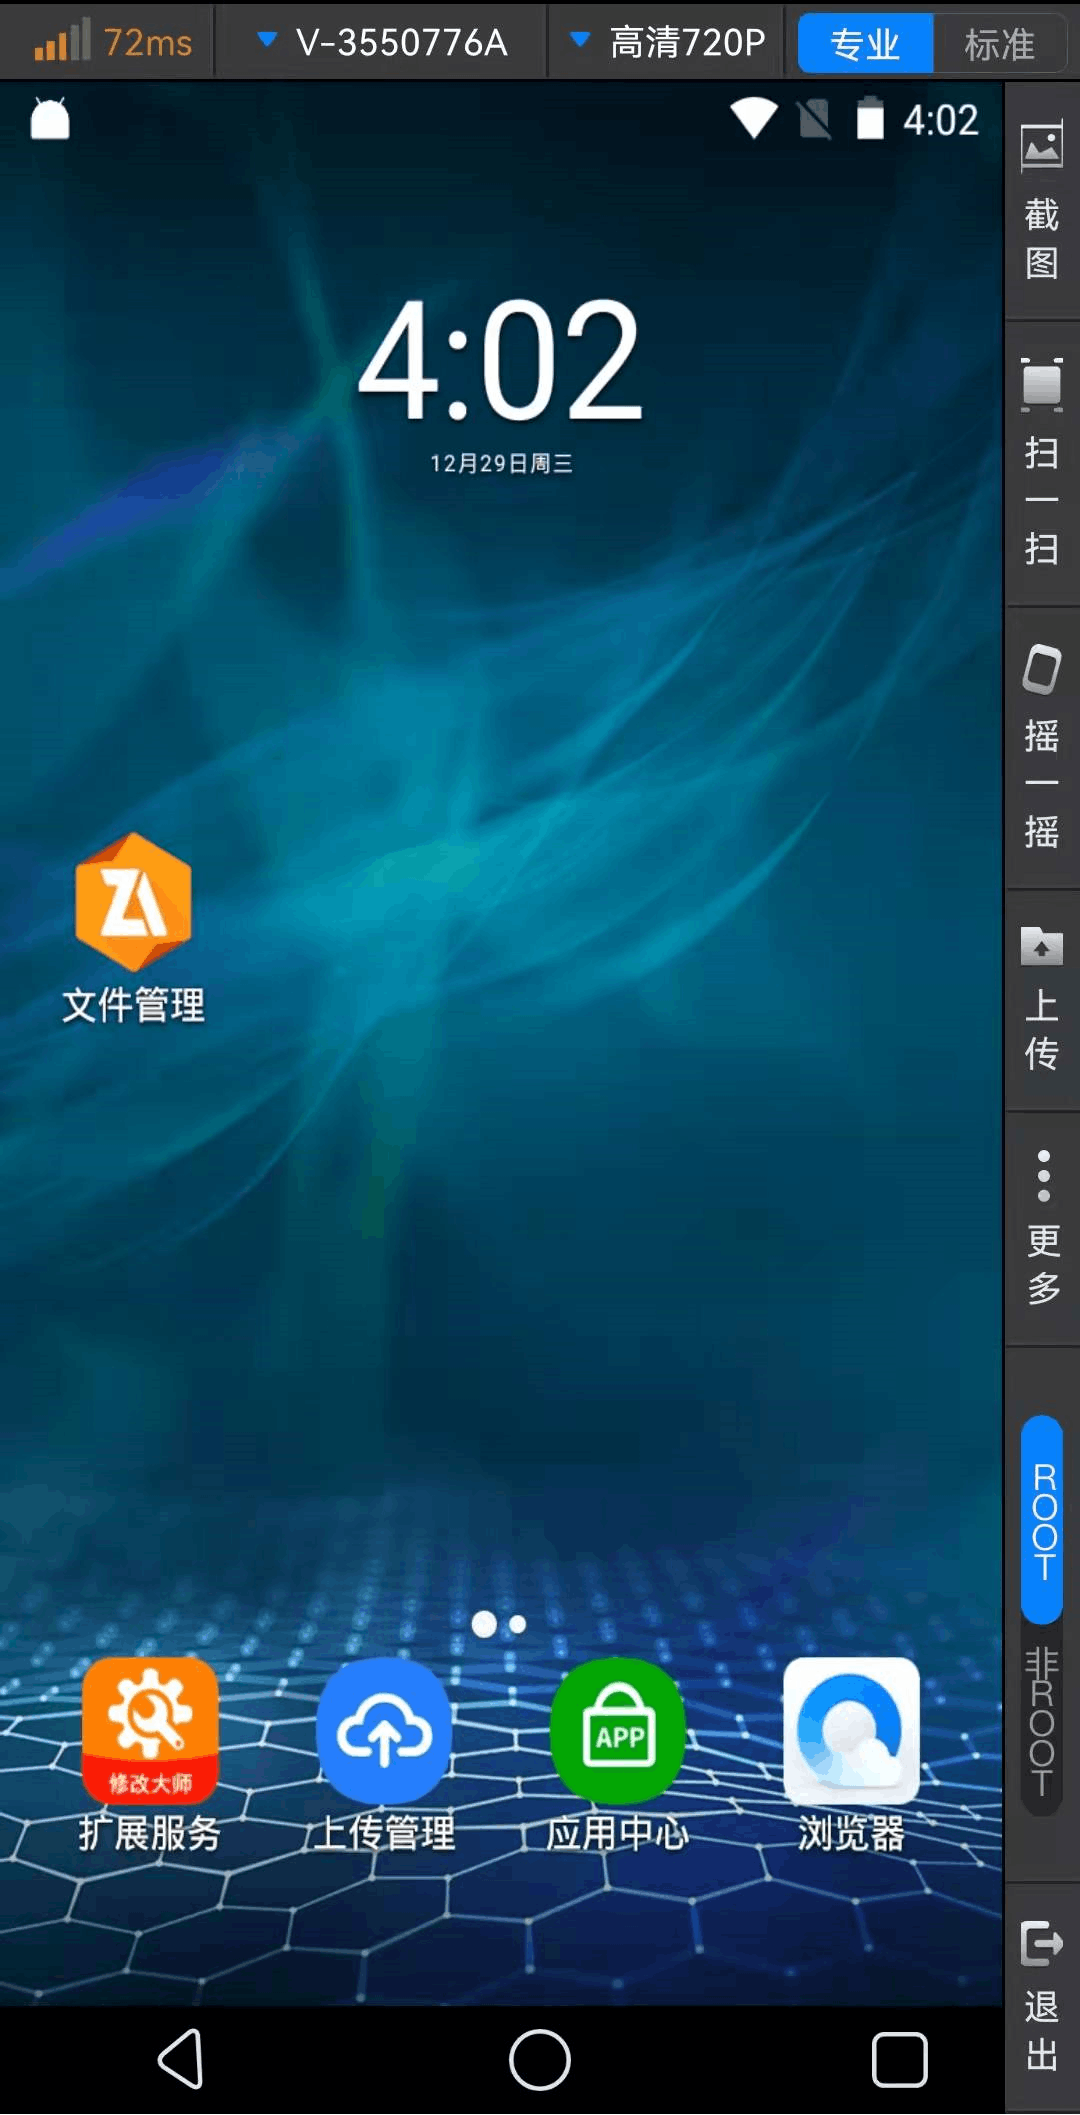 72ms
V-3550776A
高清720P
专业
标准
4:02
截图
扫一扫
摇一摇
上传
更多
ROOT
非ROOT
退出
4:02
12月29日周三
ZA
文件管理
修改大师
APP
扩展服务
上传管理
应用中心
浏览器